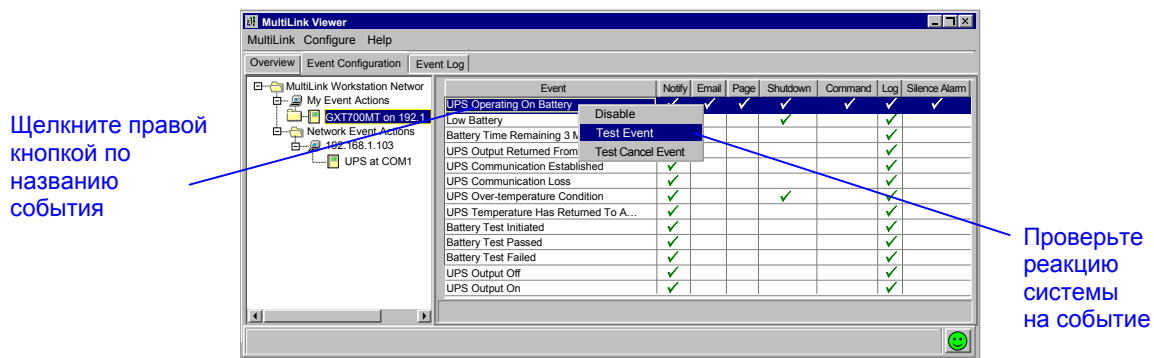 MultiLink Viewer
MultiLink Configure Help
Overview Event Configuration Event Log
MultiLink Workstation Networ
My Event Actions
GXT700MT on 192.1
Network Event Actions
192.168.1.103
UPS at COM1
Event Notify Email Page Shutdown Command Log Silence Alarm
UPS Operating On Battery
Low Battery
Battery Time Remaining 3 M
UPS Output Returned From
UPS Communication Established
UPS Communication Loss
UPS Over-temperature Condition
UPS Temperature Has Returned To A...
Battery Test Initiated
Battery Test Passed
Battery Test Failed
UPS Output Off
UPS Output On
Disable
Test Event
Test Cancel Event
Щелкните правой
кнопкой по
названию
события
Проверьте
реакцию
системы
на событие